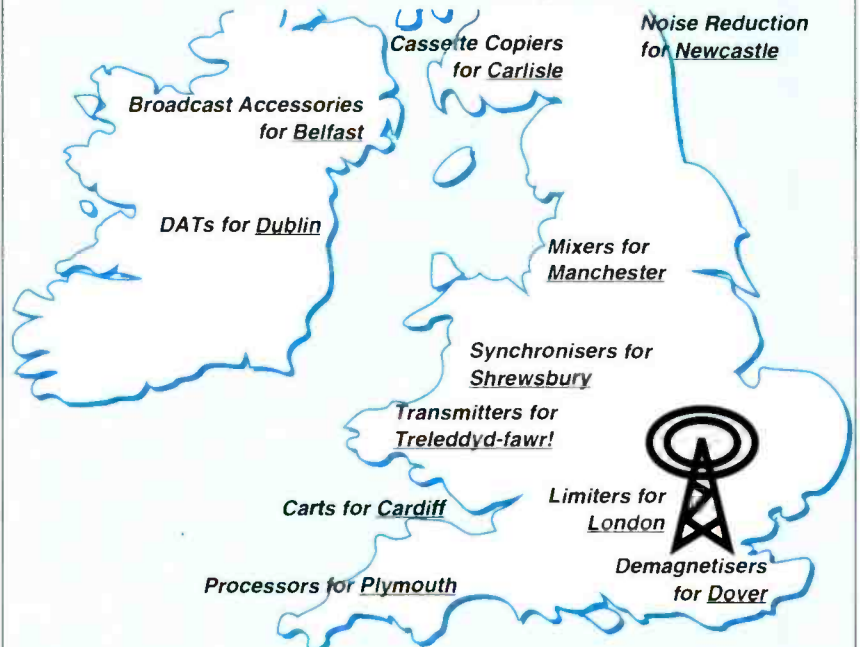 Noise Reduction
for Newcastle
Cassette Copiers
for Carlisle
Broadcast Accessories
for Belfast
DATs for Dublin
Mixers for
Manchester
Synchronisers for
Shrewsbury
Transmitters for
Treleddyd-fawr!
Carts for Cardiff
Limiters for
London
Demagnetisers
for Dover
Processors for Plymouth